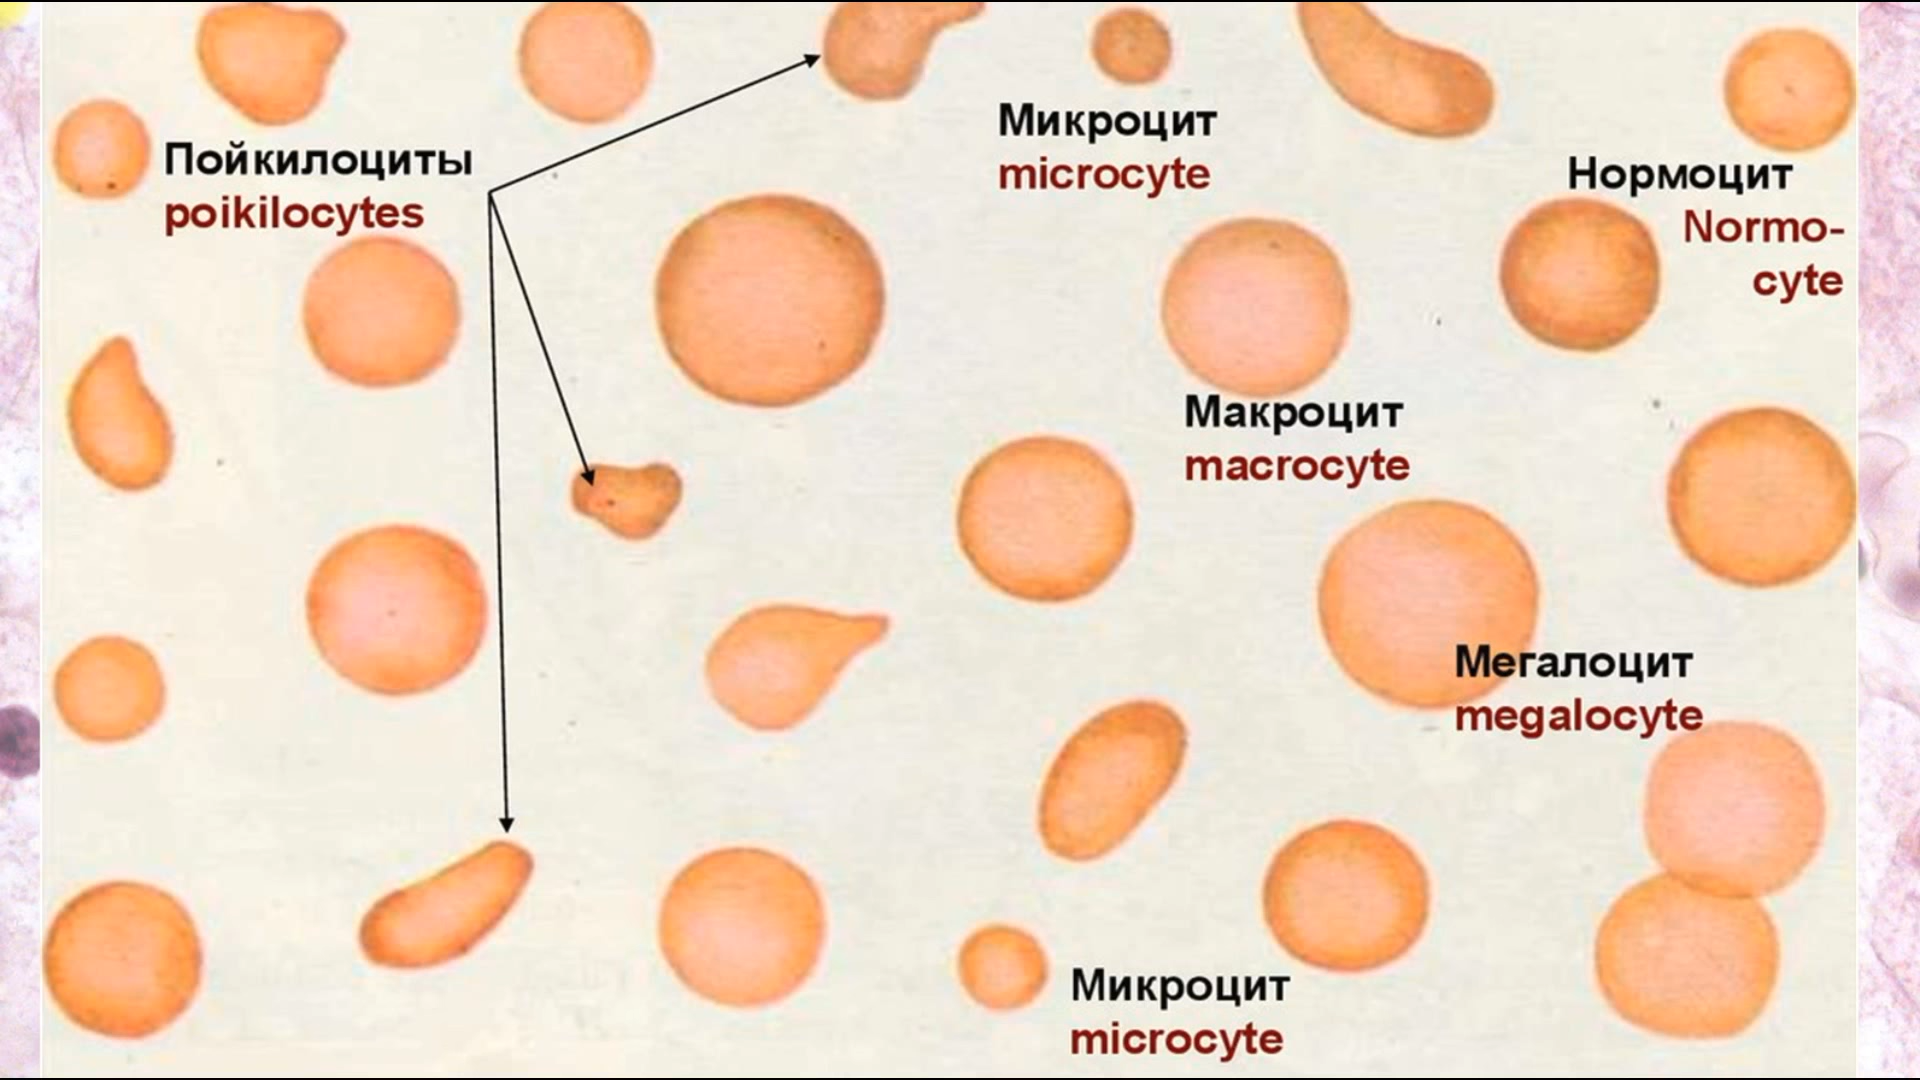 Пойкилоциты
poikilocytes
Микроцит
microcyte
Нормоцит
Normo-
cyte
Макроцит
macrocyte
Мегалоцит
megalocyte
Микроцит
microcyte